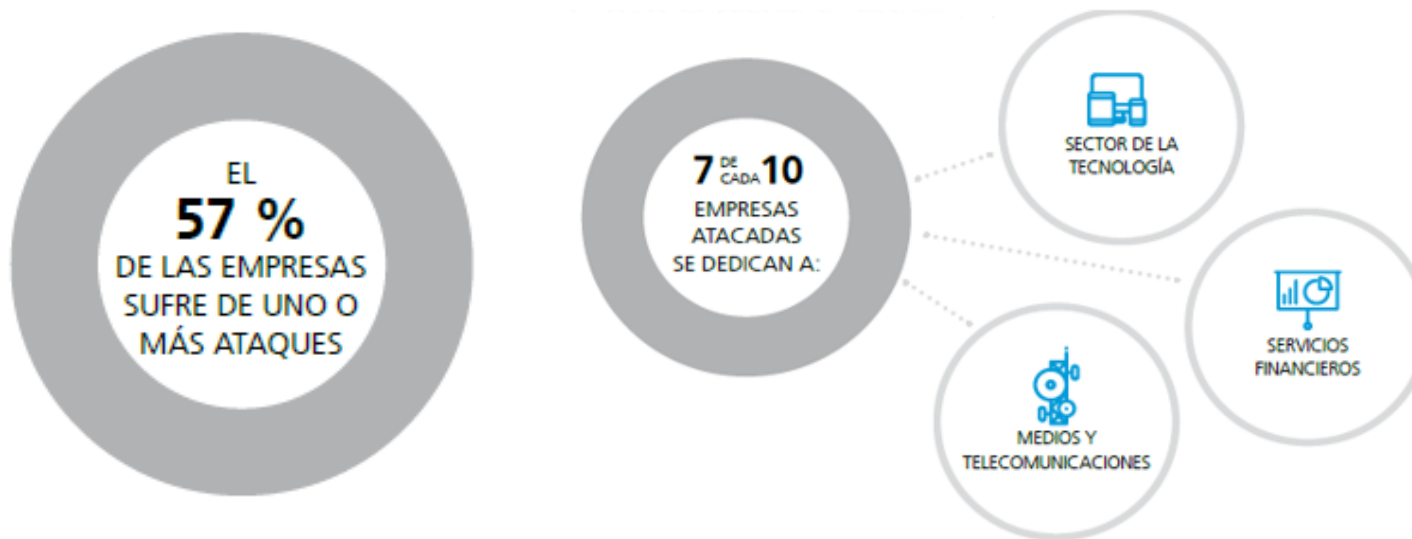 EL
57 %
DE LAS EMPRESAS
SUFRE DE UNO O
MÁS ATAQUES
7 DE CADA 10
EMPRESAS
ATACADAS
SE DEDICAN A:
SECTOR DE LA
TECNOLOGÍA
SERVICIOS
FINANCIEROS
MEDIOS Y
TELECOMUNICACIONES